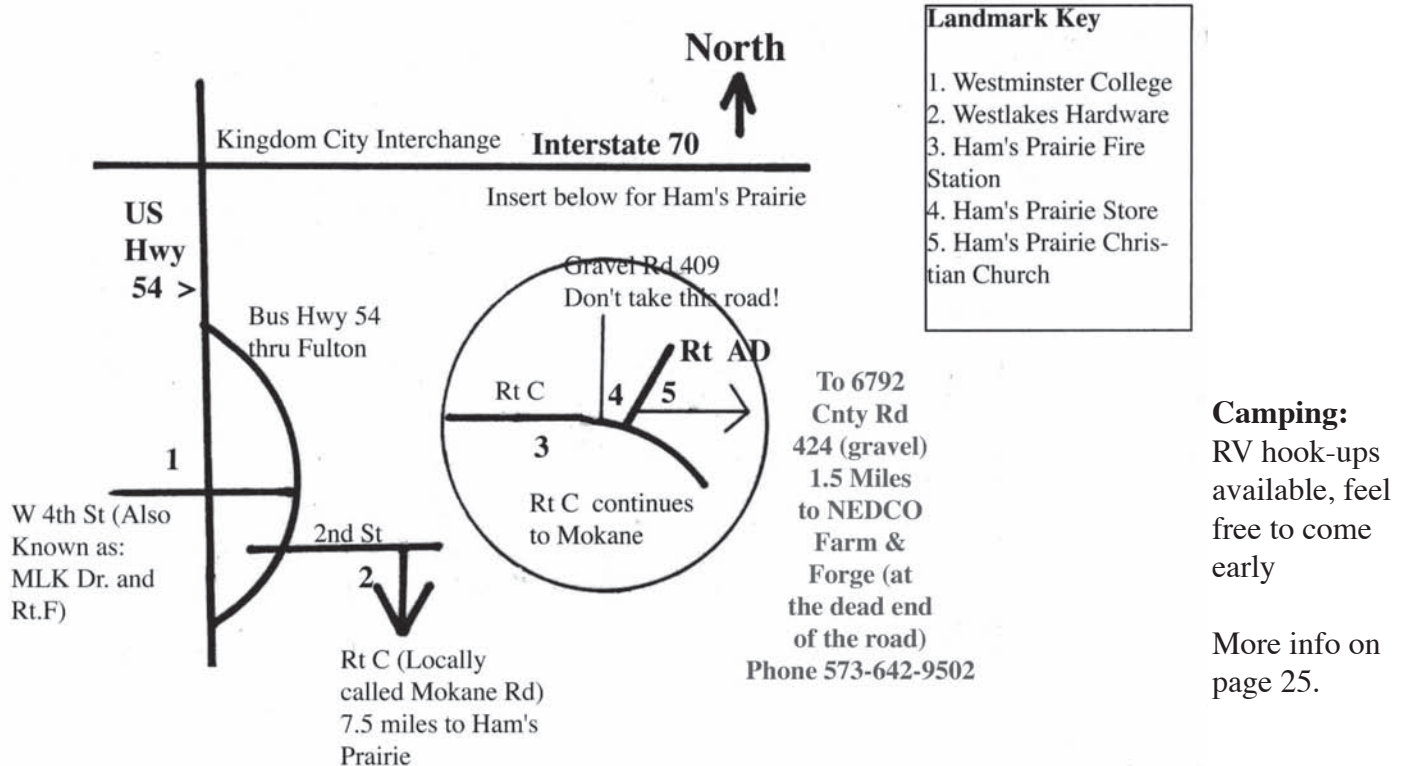 North
Kingdom City Interchange
Interstate 70
Insert below for Ham's Prairie
US
Hwy
54 >
Bus Hwy 54
thru Fulton
1
W 4th St (Also
Known as:
MLK Dr. and
Rt.F)
2nd St
2
Rt C (Locally
called Mokane Rd)
7.5 miles to Ham's
Prairie
Gravel Rd 409
Don't take this road!
Rt AD
Rt C
4
5
3
Rt C continues
to Mokane
To 6792
Cnty Rd
424 (gravel)
1.5 Miles
to NEDCO
Farm &
Forge (at
the dead end
of the road)
Phone 573-642-9502
Landmark Key
1. Westminster College
2. Westlakes Hardware
3. Ham's Prairie Fire
Station
4. Ham's Prairie Store
5. Ham's Prairie Chris-
tian Church
Camping:
RV hook-ups
available, feel
free to come
early
More info on
page 25.